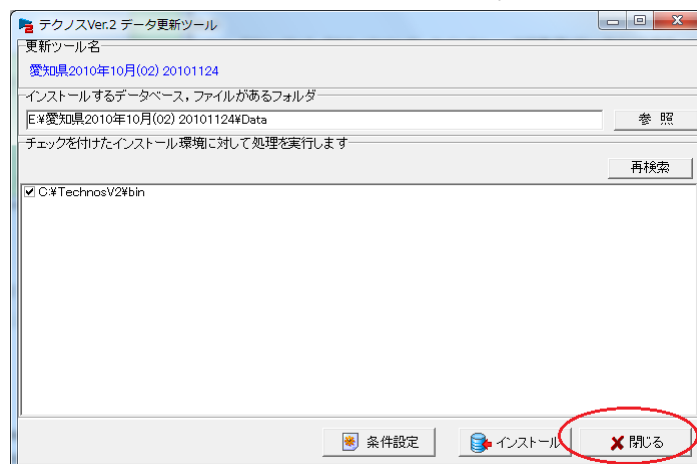 テクノスVer.2 データ更新ツール
更新ツール名
愛知県2010年10月(02) 20101124
インストールするデータベース，ファイルがあるフォルダ
E:¥愛知県2010年10月(02) 20101124¥Data
参 照
チェックを付けたインストール環境に対して処理を実行します
再検索
C:¥TechnosV2¥bin
条件設定
インストール
閉じる